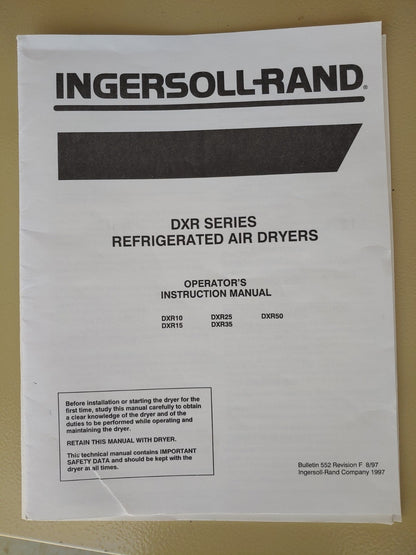 INGERSOLL-RAND®
DXR SERIES
REFRIGERATED AIR DRYERS
OPERATOR'S
INSTRUCTION MANUAL
DXR10 DXR25 DXR50
DXR15 DXR35
Before installation or starting the dryer for the
first time, study this manual carefully to obtain
a clear knowledge of the dryer and of the
duties to be performed while operating and
maintaining the dryer.
RETAIN THIS MANUAL WITH DRYER.
This technical manual contains IMPORTANT
SAFETY DATA and should be kept with the
dryer at all times.
Bulletin 552 Revision F 8/97
Ingersoll-Rand Company 1997